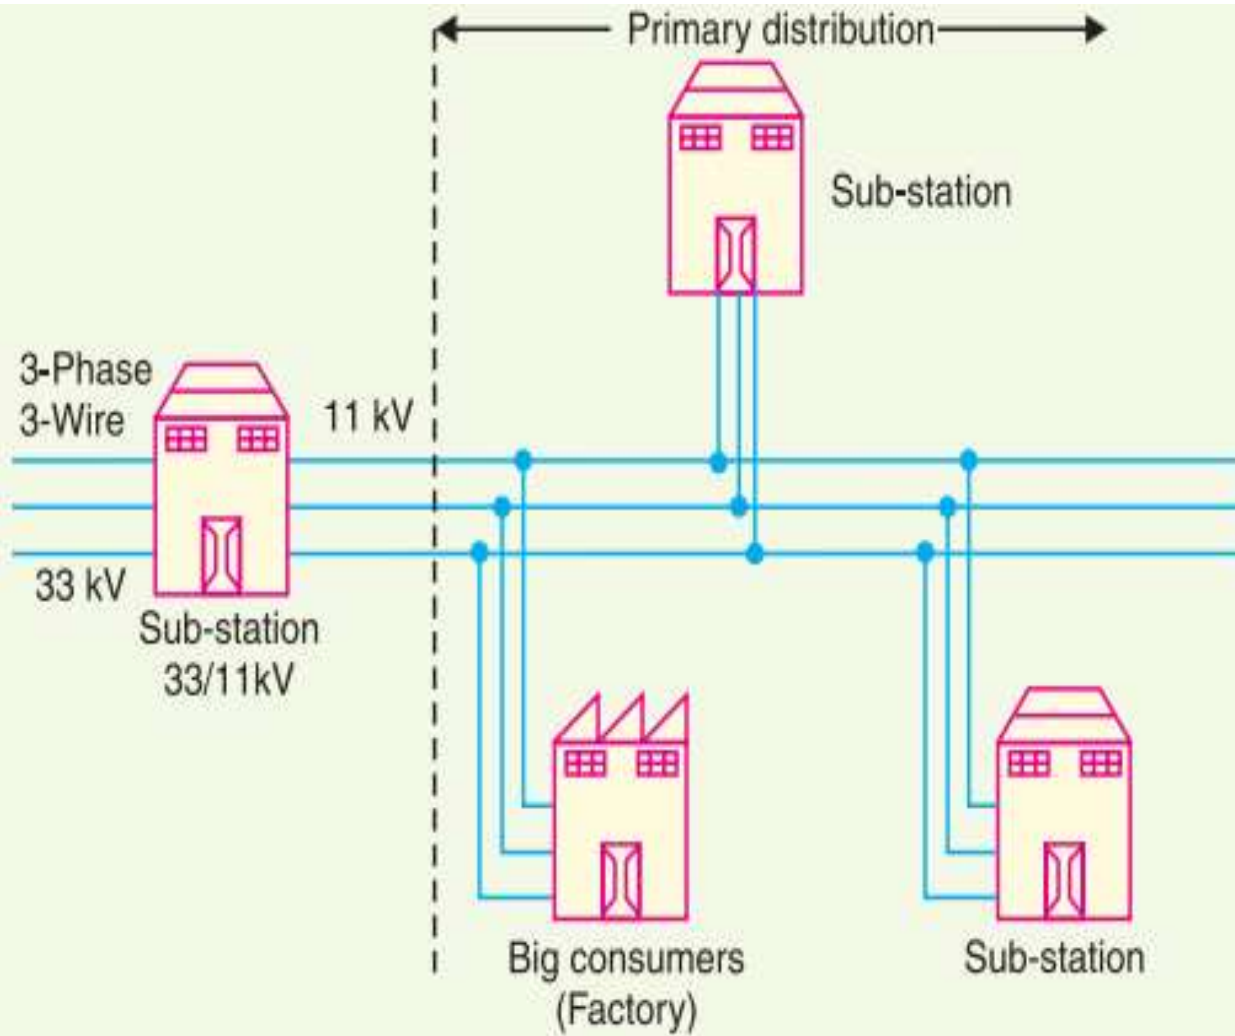 Primary distribution
Sub-station
3-Phase
3-Wire
11 kV
33 kV
Sub-station
33/11kV
Big consumers
(Factory)
Sub-station